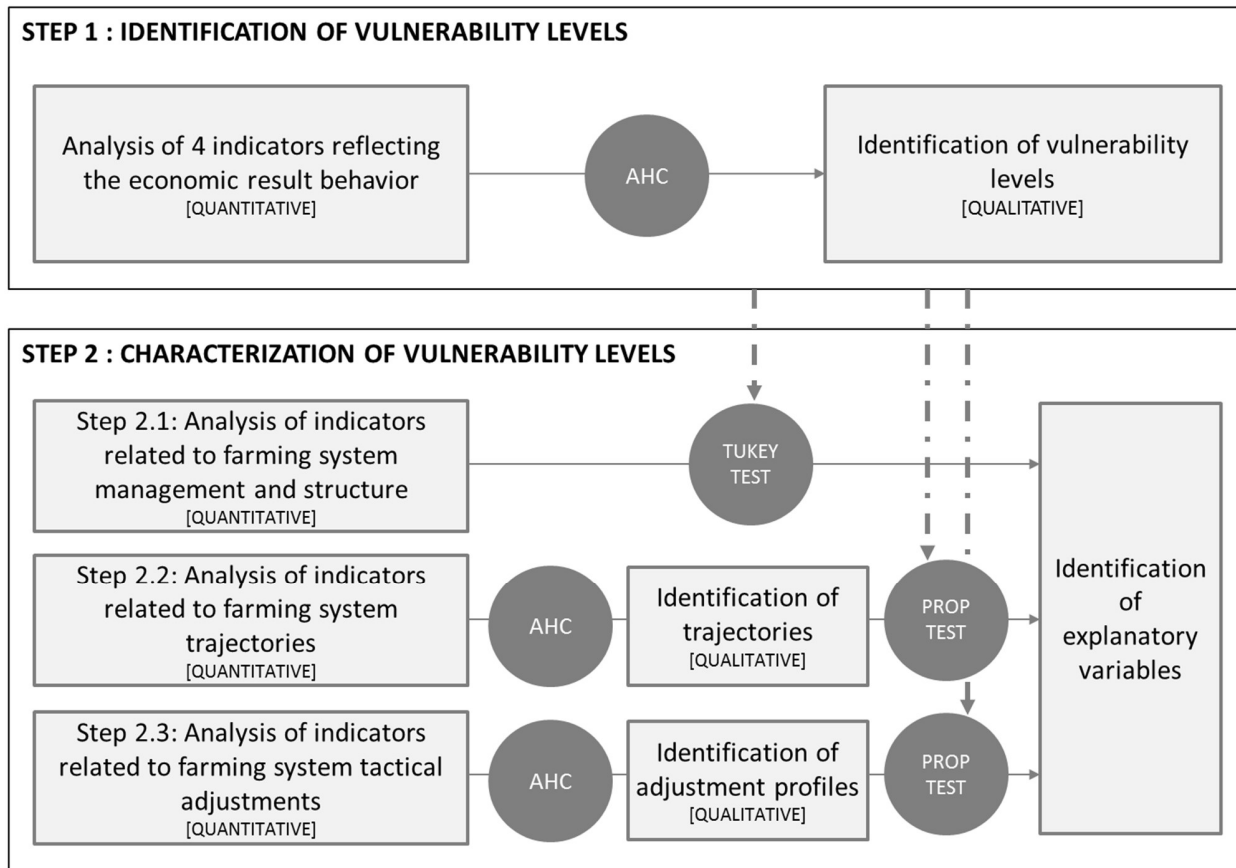 STEP 1 : IDENTIFICATION OF VULNERABILITY LEVELS
Analysis of 4 indicators reflecting
the economic result behavior
[QUANTITATIVE]
AHC
Identification of vulnerability
levels
[QUALITATIVE]
STEP 2 : CHARACTERIZATION OF VULNERABILITY LEVELS
Step 2.1: Analysis of indicators
related to farming system
management and structure
[QUANTITATIVE]
TUKEY
TEST
Step 2.2: Analysis of indicators
related to farming system
trajectories
[QUANTITATIVE]
AHC
Identification of
trajectories
[QUALITATIVE]
PROP
TEST
Step 2.3: Analysis of indicators
related to farming system tactical
adjustments
[QUANTITATIVE]
AHC
Identification of
adjustment profiles
[QUALITATIVE]
PROP
TEST
Identification
of
explanatory
variables